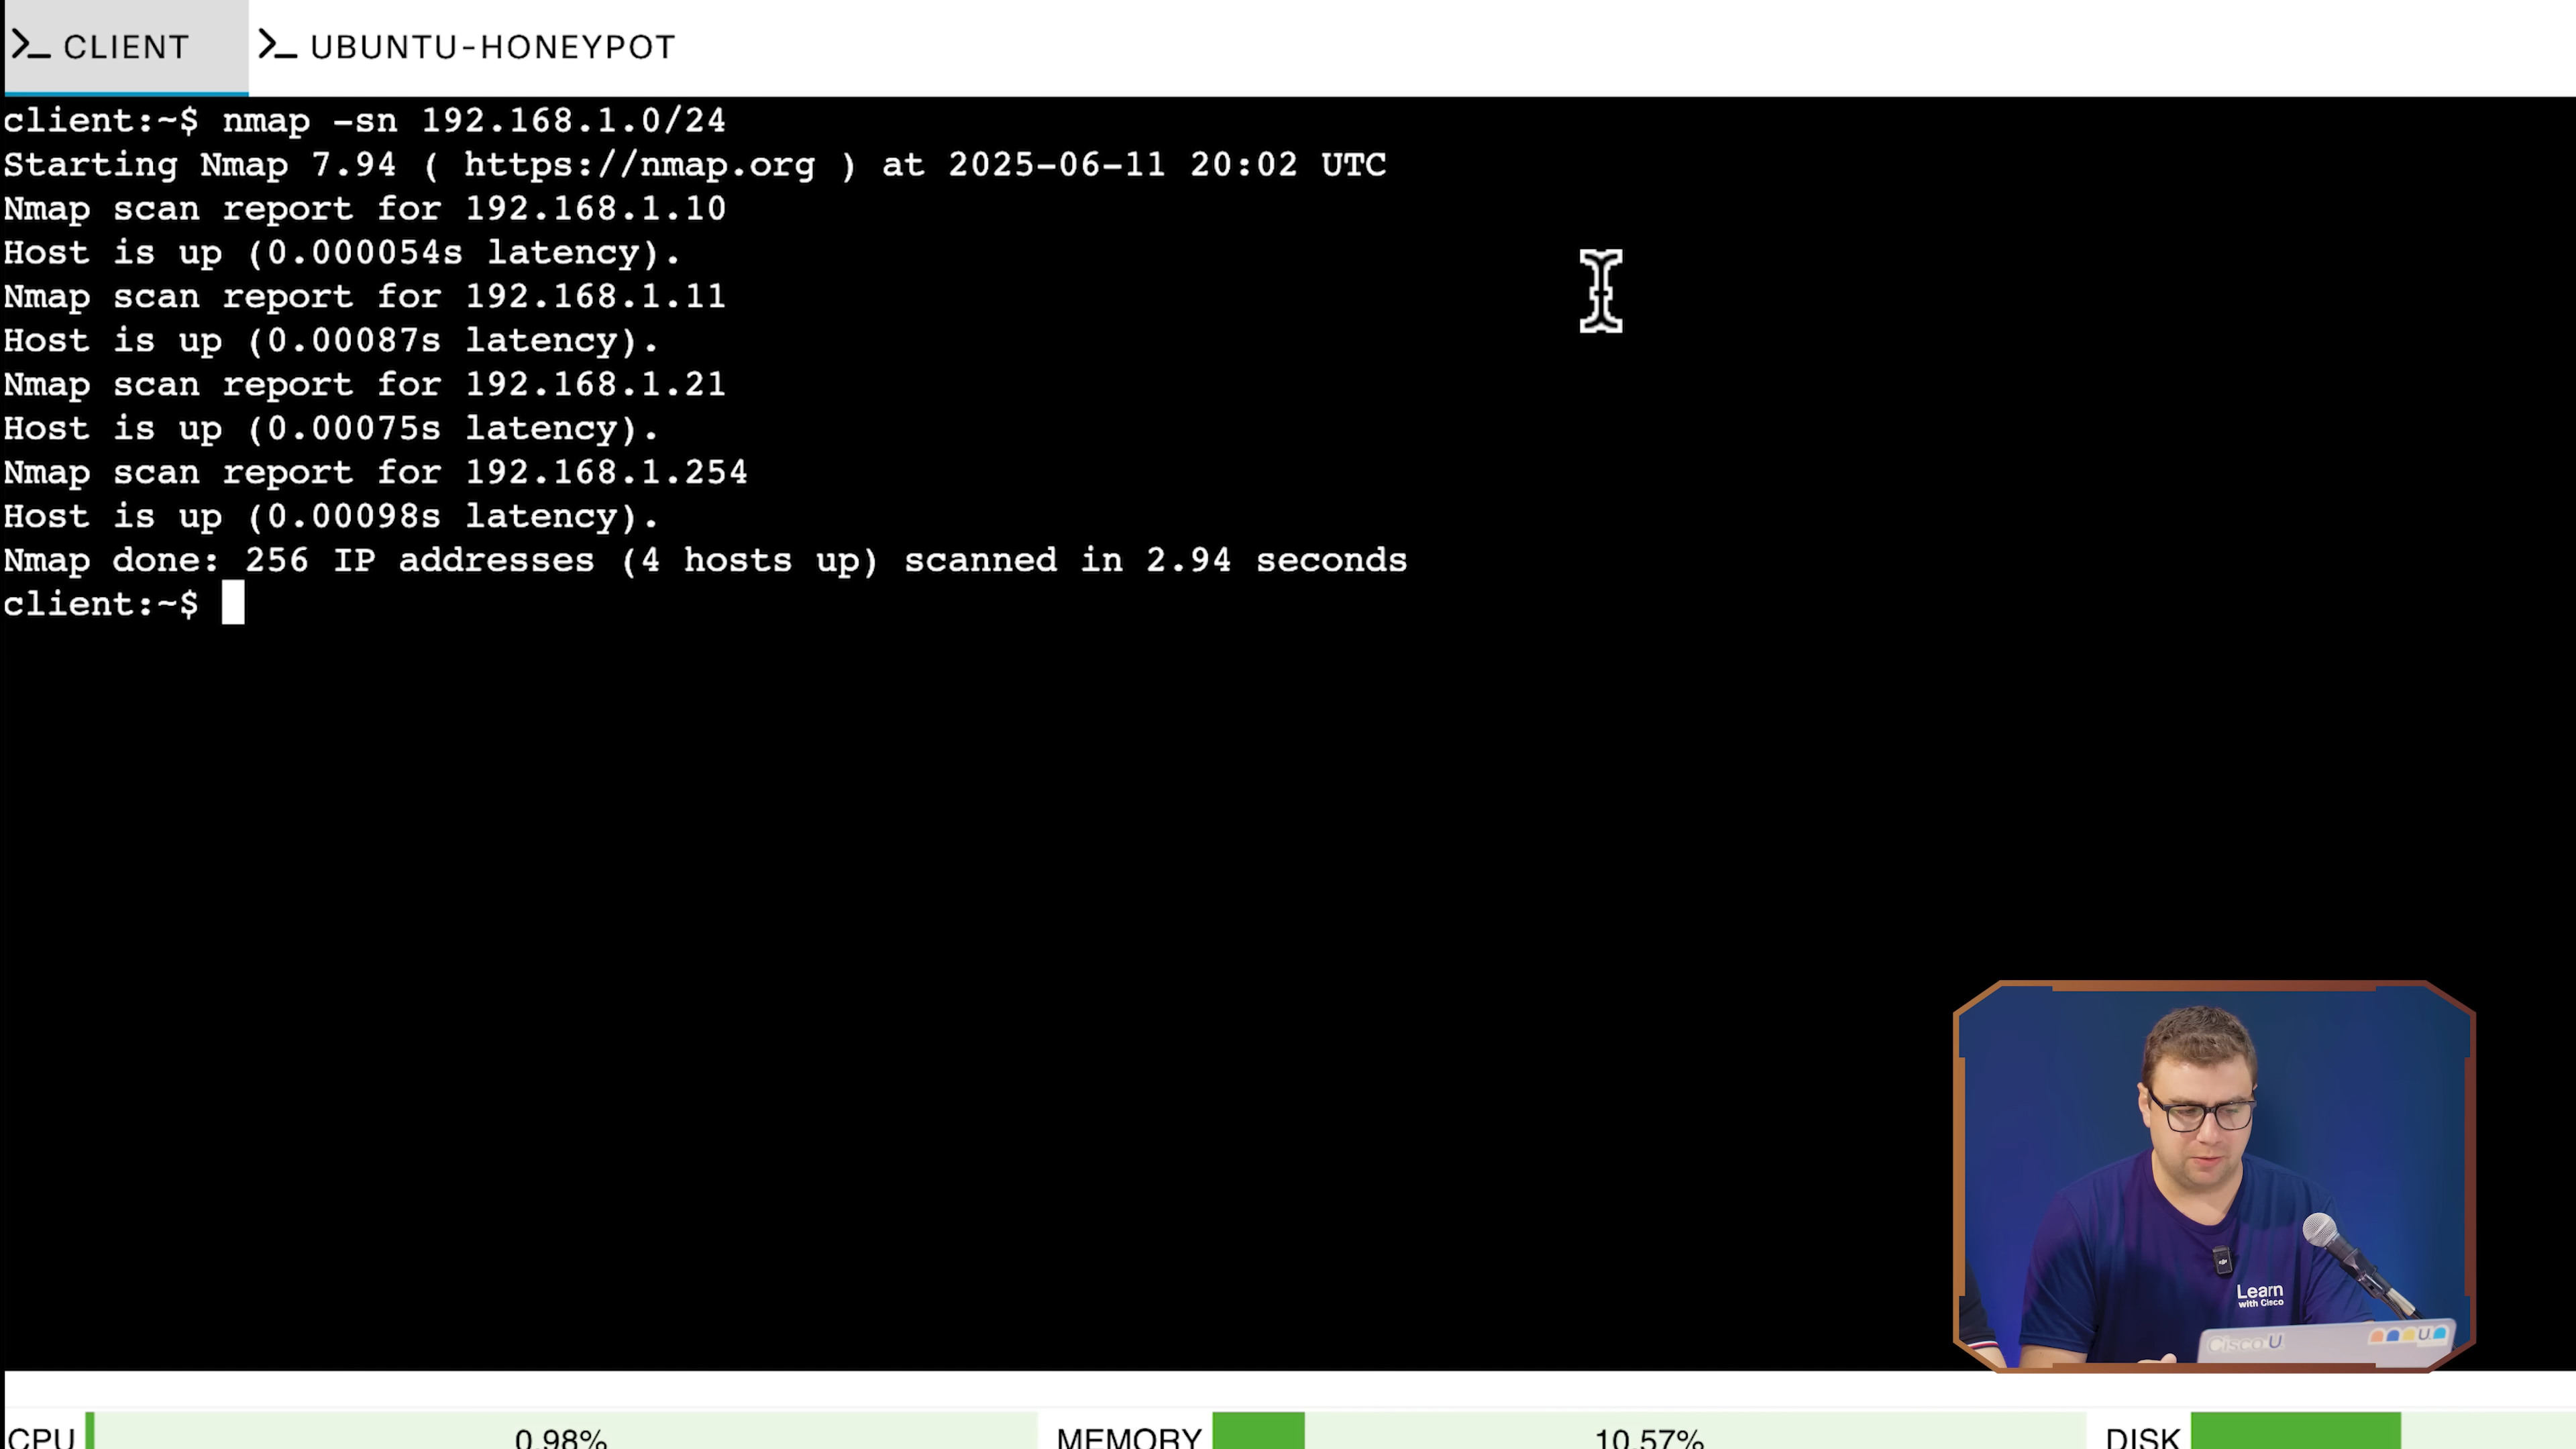 >_ CLIENT >_ UBUNTU-HONEYPOT
client:~$ nmap -sn 192.168.1.0/24
Starting Nmap 7.94 ( https://nmap.org ) at 2025-06-11 20:02 UTC
Nmap scan report for 192.168.1.10
Host is up (0.000054s latency).
Nmap scan report for 192.168.1.11
Host is up (0.00087s latency).
Nmap scan report for 192.168.1.21
Host is up (0.00075s latency).
Nmap scan report for 192.168.1.254
Host is up (0.00098s latency).
Nmap done: 256 IP addresses (4 hosts up) scanned in 2.94 seconds
client:~$
Learn
with Cisco
Cisco U.
U
CPU 0.98% MEMORY 10.57% DISK